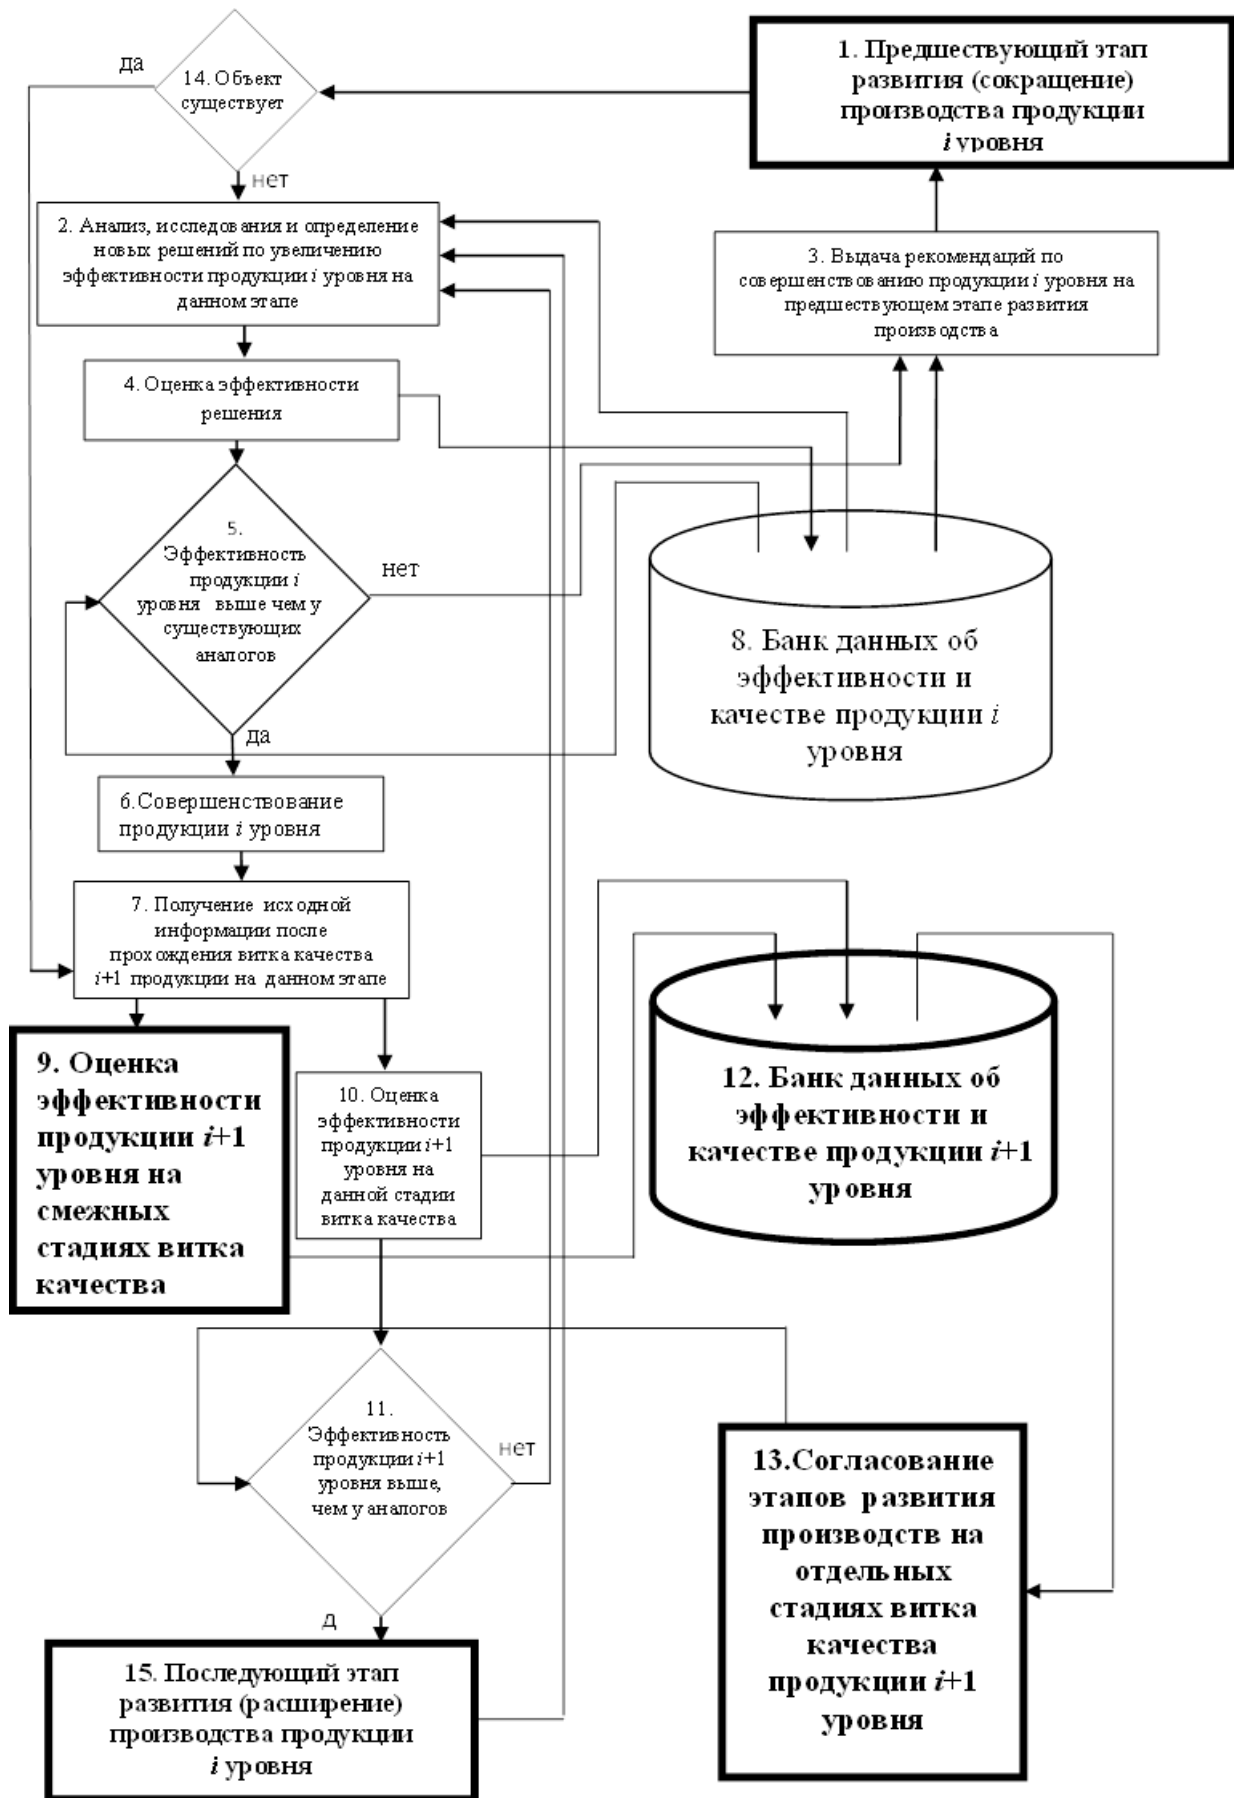 да
14. Объект
существует
нет
1. Предшествующий этап
развития (сокращение)
производства продукции
i уровня
2. Анализ, исследования и определение
новых решений по увеличению
эффективности продукции i уровня на
данном этапе
3. Выдача рекомендаций по
совершенствованию продукции i уровня на
предшествующем этапе развития
производства
4. Оценка эффективности
решения
5.
Эффективность
продукции i
уровня выше чем у
существующих
аналогов
нет
да
8. Банк данных об
эффективности и
качестве продукции i
уровня
6.Совершенствование
продукции i уровня
7. Получение исходной
информации после
прохождения витка качества
i+1 продукции на данном этапе
9. Оценка
эффективности
продукции i+1
уровня на
смежных
стадиях витка
качества
10. Оценка
эффективности
продукции i+1
уровня на
данной стадии
витка качества
12. Банк данных об
эффективности и
качестве продукции i+1
уровня
11.
Эффективность
продукции i+1
уровня выше,
чем у аналогов
нет
д
13.Согласование
этапов развития
производств на
отдельных
стадиях витка
качества
продукции i+1
уровня
15. Последующий этап
развития (расширение)
производства продукции
i уровня